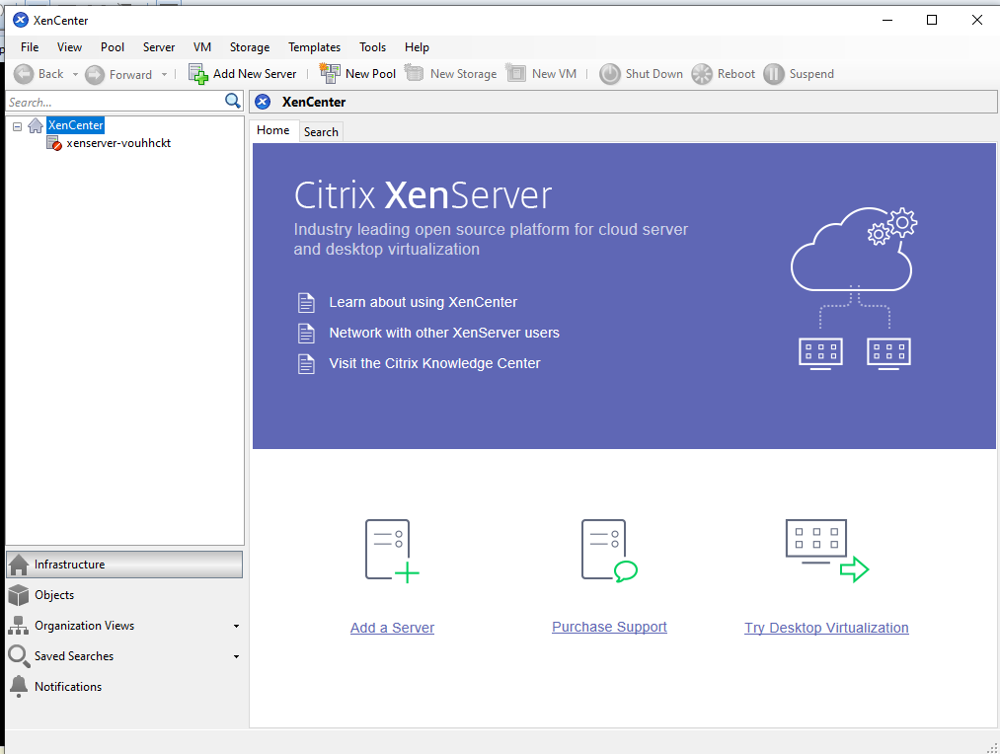 XenCenter
File View Pool Server VM Storage Templates Tools Help
Back Forward Add New Server New Pool New Storage New VM Shut Down Reboot Suspend
Search...
XenCenter
XenCenter
xenserver-vouhhckt
Home Search
Citrix XenServer
Industry leading open source platform for cloud server
and desktop virtualization
Learn about using XenCenter
Network with other XenServer users
Visit the Citrix Knowledge Center
Add a Server
Purchase Support
Try Desktop Virtualization
Infrastructure
Objects
Organization Views
Saved Searches
Notifications